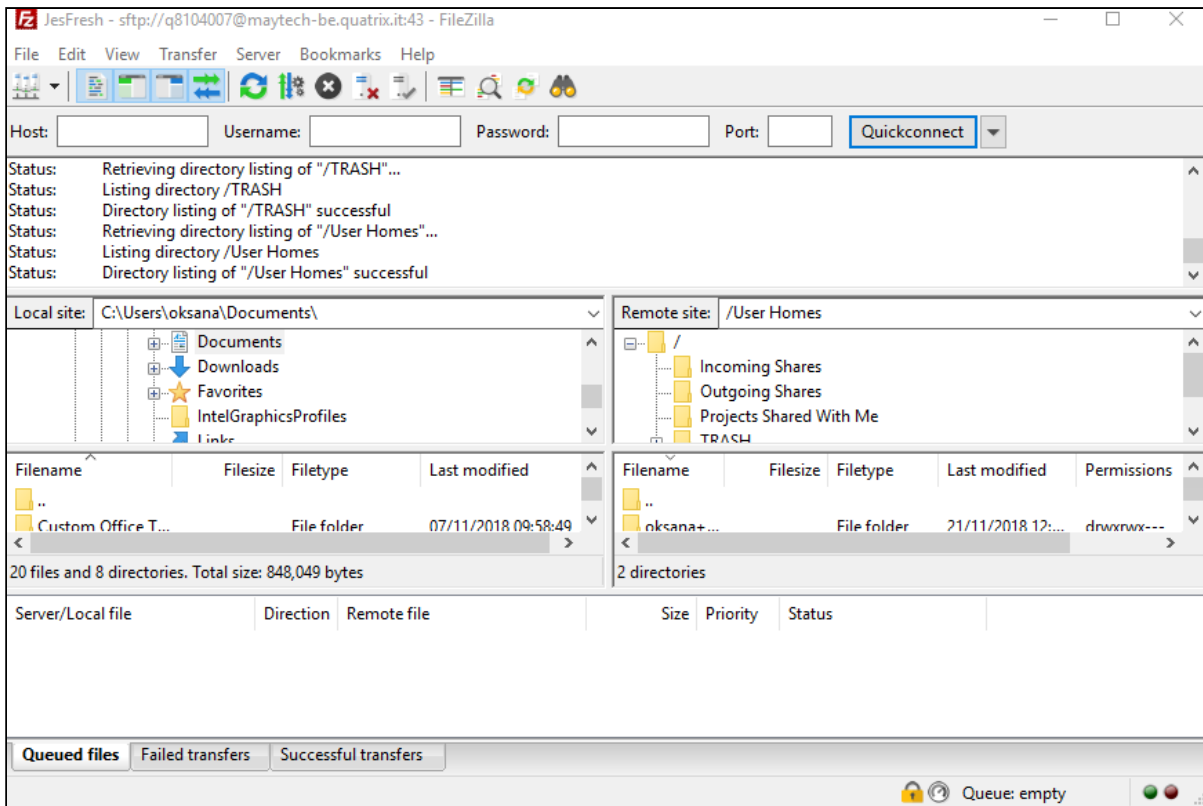 JesFresh - sftp://q8104007@maytech-be.quatrix.it:43 - FileZilla
File Edit View Transfer Server Bookmarks Help
Host: Username: Password: Port: Quickconnect
Status: Retrieving directory listing of "/TRASH"...
Status: Listing directory /TRASH
Status: Directory listing of "/TRASH" successful
Status: Retrieving directory listing of "/User Homes"...
Status: Listing directory /User Homes
Status: Directory listing of "/User Homes" successful
Local site: C:\Users\oksana\Documents\
Documents
Downloads
Favorites
IntelGraphicsProfiles
Links
Remote site: /User Homes
/
Incoming Shares
Outgoing Shares
Projects Shared With Me
TRASH
Filename Filesize Filetype Last modified
..
Custom Office T... File folder 07/11/2018 09:58:49
20 files and 8 directories. Total size: 848,049 bytes
Filename Filesize Filetype Last modified Permissions
..
oksana+... File folder 21/11/2018 12:... drwxrwx---
2 directories
Server/Local file Direction Remote file Size Priority Status
Queued files Failed transfers Successful transfers
Queue: empty